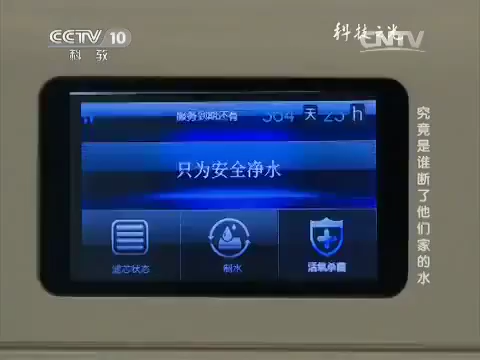 CCTV 10
科教
科技之光
CNTV
服务到期还有 364 天 23 h
只为安全净水
滤芯状态
制水
活氧杀菌
究竟是谁断了他们家的水